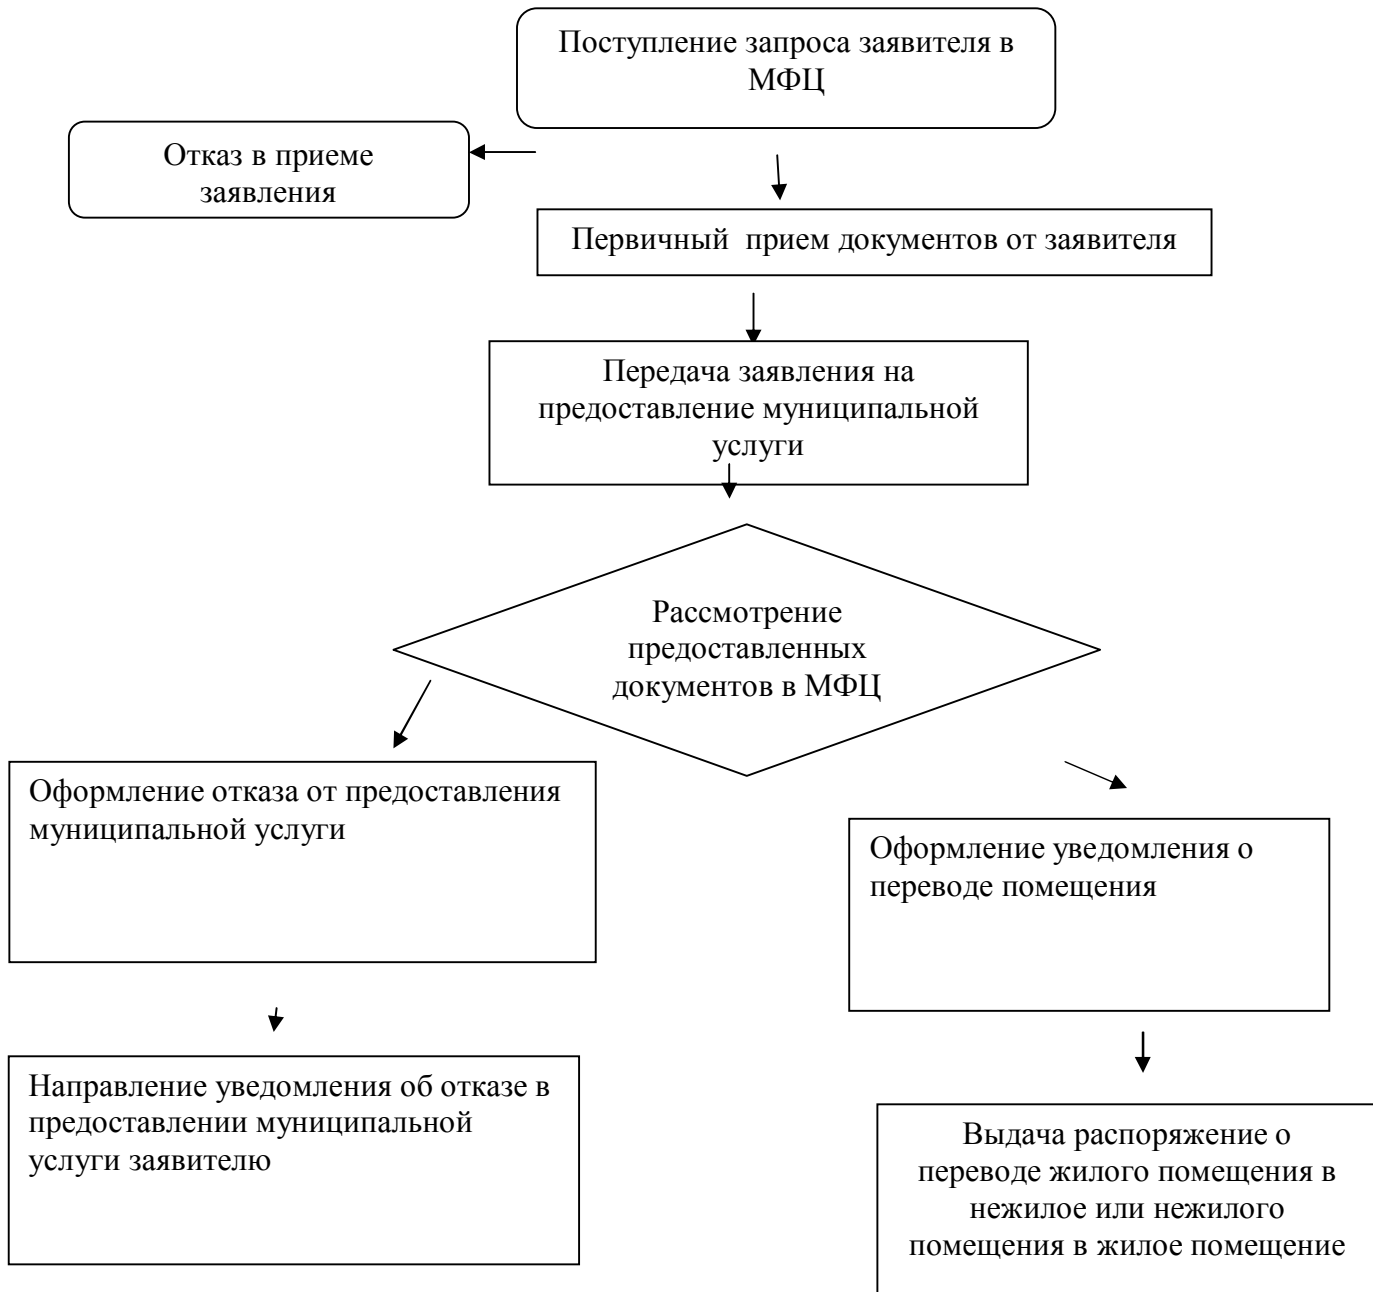 Поступление запроса заявителя в
МФЦ
Отказ в приеме
заявления
Первичный  прием документов от заявителя
Передача заявления на
предоставление муниципальной
услуги
Рассмотрение
предоставленных
документов в МФЦ
Оформление отказа от предоставления
муниципальной услуги
Оформление уведомления о
переводе помещения
Направление уведомления об отказе в
предоставлении муниципальной
услуги заявителю
Выдача распоряжение о
переводе жилого помещения в
нежилое или нежилого
помещения в жилое помещение